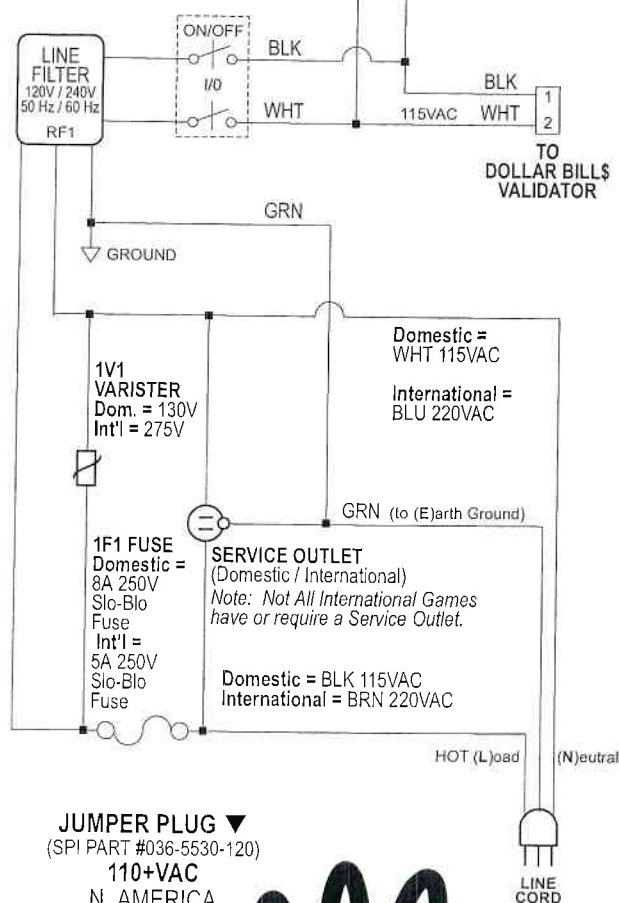 ON/OFF
BLK
LINE
FILTER
120V / 240V
50 Hz / 60 Hz
RF1
I/0
WHT
BLK
1
115VAC
WHT
2
TO
DOLLAR BILL$
VALIDATOR
GRN
GROUND
Domestic =
WHT 115VAC
International =
BLU 220VAC
1V1
VARISTER
Dom. = 130V
Int'l = 275V
GRN (to (E)arth Ground)
1F1 FUSE
Domestic =
8A 250V
Slo-Blo
Fuse
Int'l =
5A 250V
Slo-Blo
Fuse
SERVICE OUTLET
(Domestic / International)
Note: Not All International Games
have or require a Service Outlet.
Domestic = BLK 115VAC
International = BRN 220VAC
HOT (L)oad
(N)eutral
JUMPER PLUG ▼
(SPI PART #036-5530-120)
110+VAC
N. AMERICA
LINE
CORD